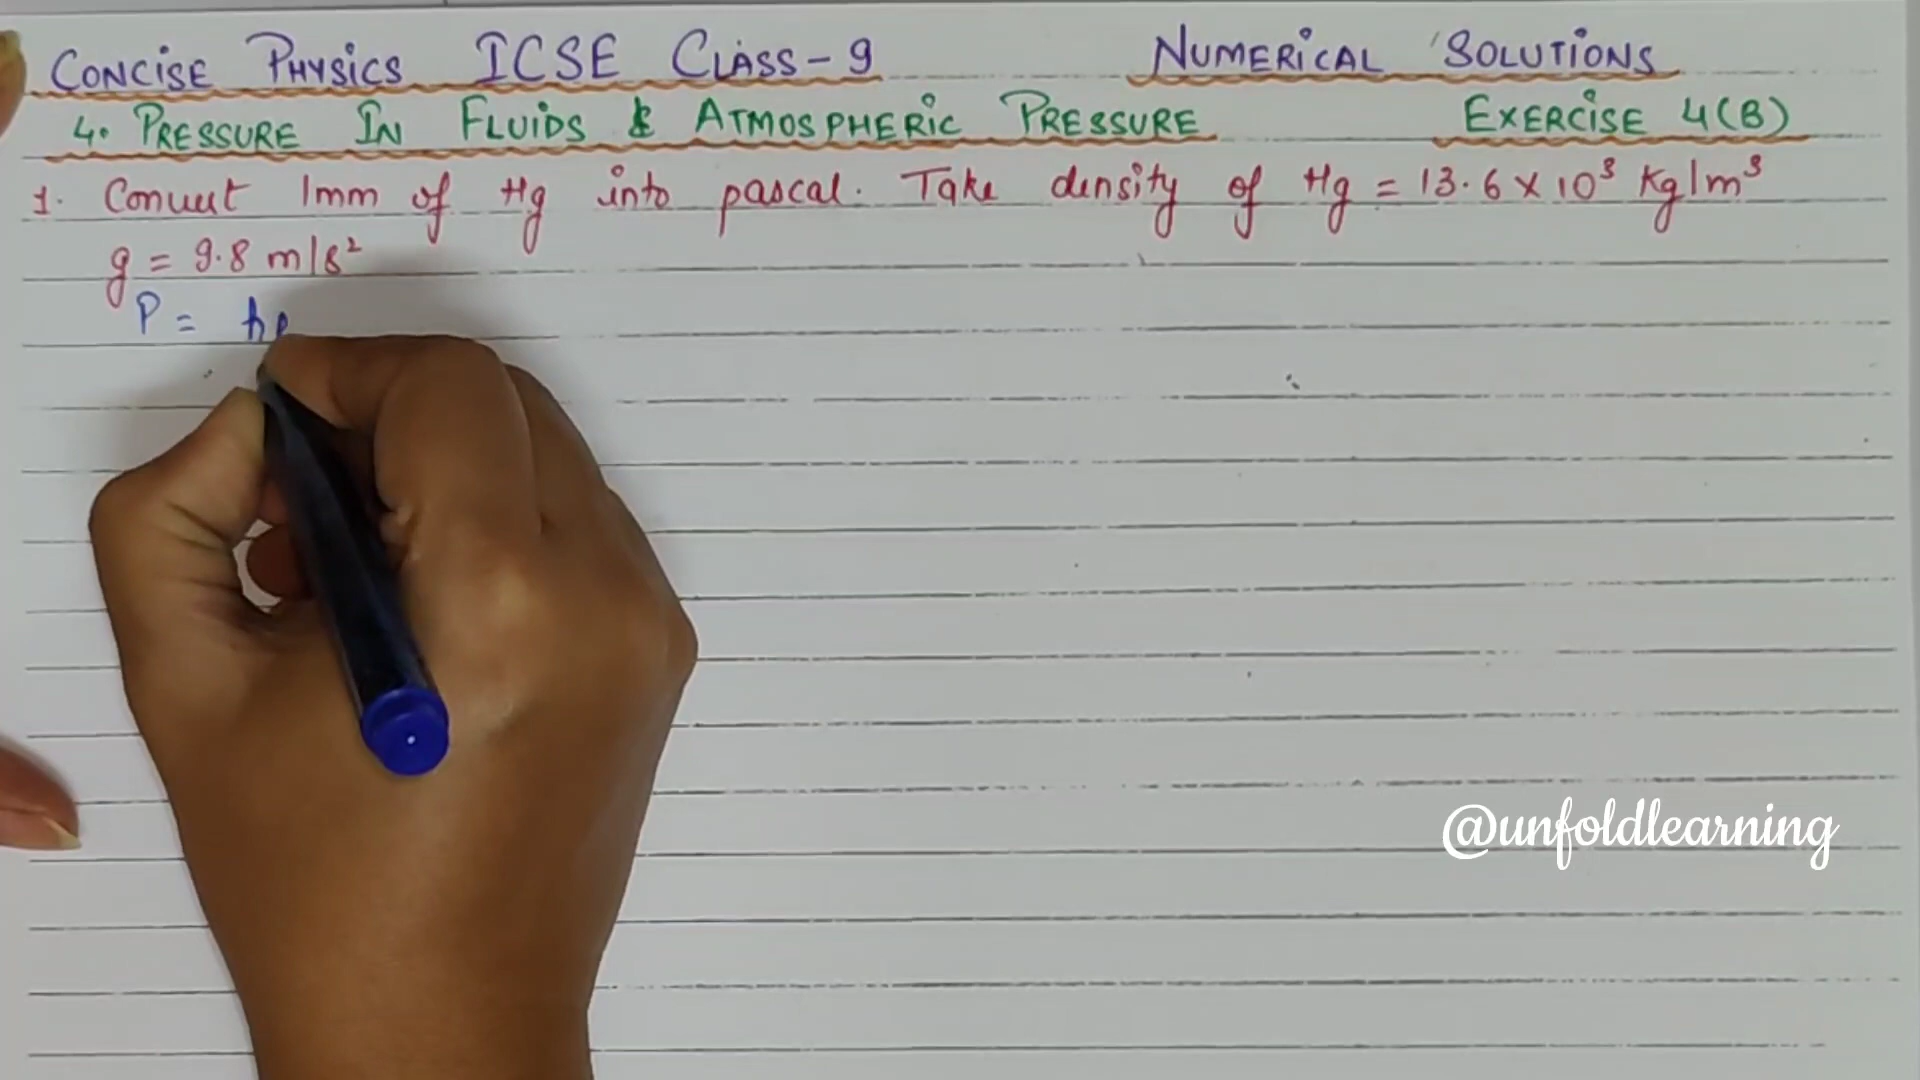 CONCISE PHYSICS ICSE CLASS-9 NUMERICAL SOLUTIONS
4. PRESSURE IN FLUIDS & ATMOSPHERIC PRESSURE EXERCISE 4(B)
1. Convert 1mm of Hg into pascal. Take density of Hg = 13.6 × 10³ Kg/m³
g = 9.8 m/s²
P = hρ
@unfoldlearning